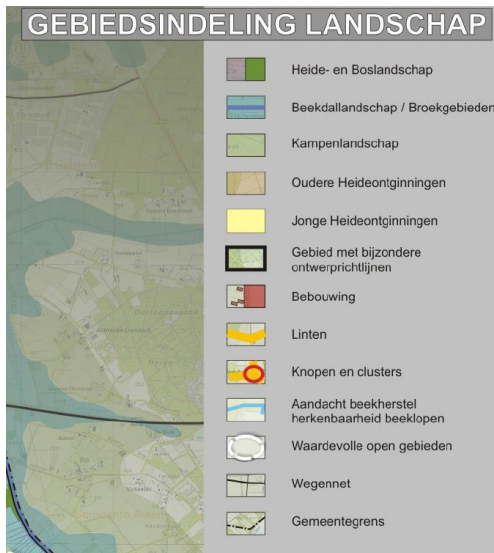 GEBIEDSINDELING LANDSCHAP
Heide- en Boslandschap
Beekdallandschap / Broekgebieden
Kampenlandschap
Oudere Heideontginningen
Jonge Heideontginningen
Gebied met bijzondere
ontwerprichtlijnen
Bebouwing
Linten
Knopen en clusters
Aandacht beekherstel
herkenbaarheid beeklopen
Waardevolle open gebieden
Wegennet
Gemeentegrens